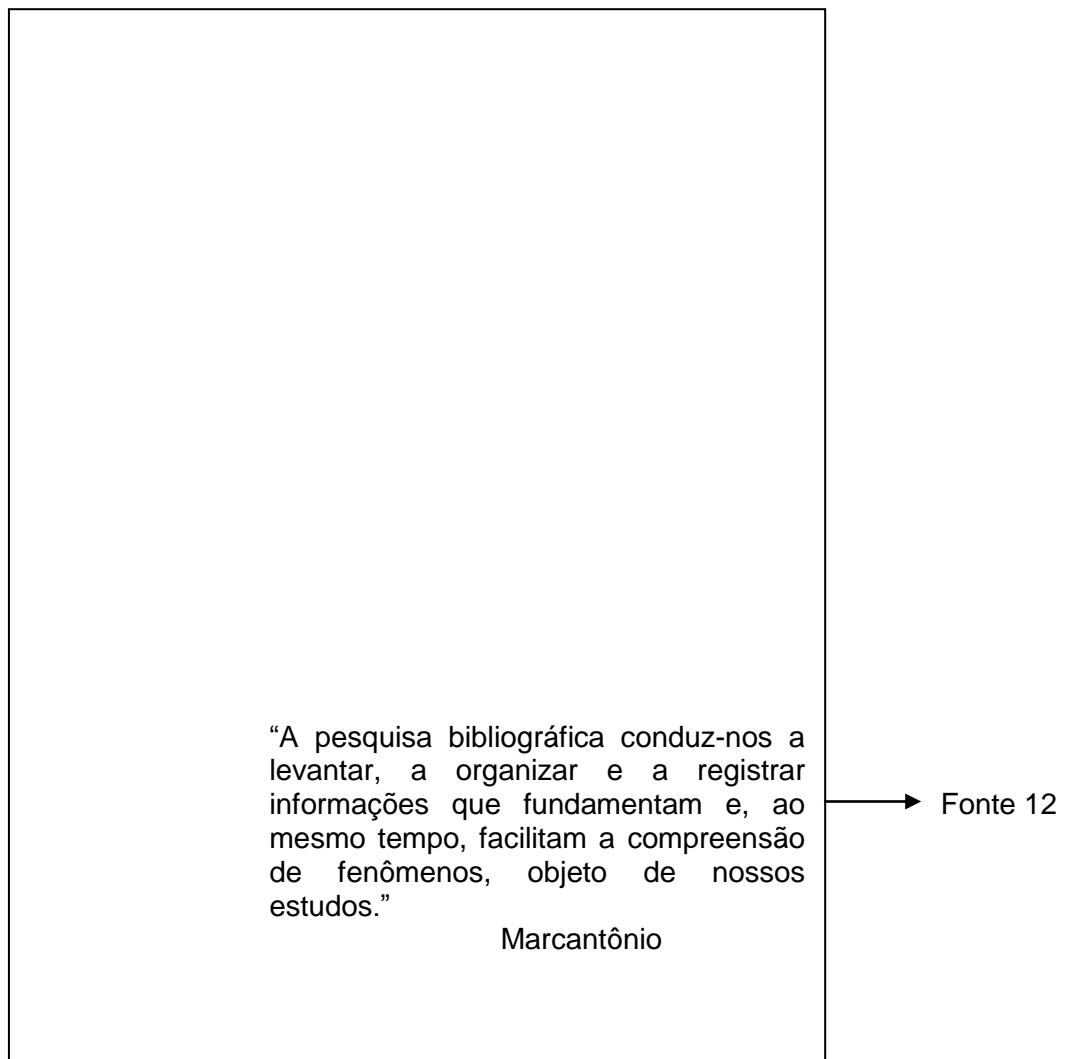 “A pesquisa bibliográfica conduz-nos a
levantar, a organizar e a registrar
informações que fundamentam e, ao
mesmo tempo, facilitam a compreensão
de fenômenos, objeto de nossos
estudos.”
Marcantônio
Fonte 12